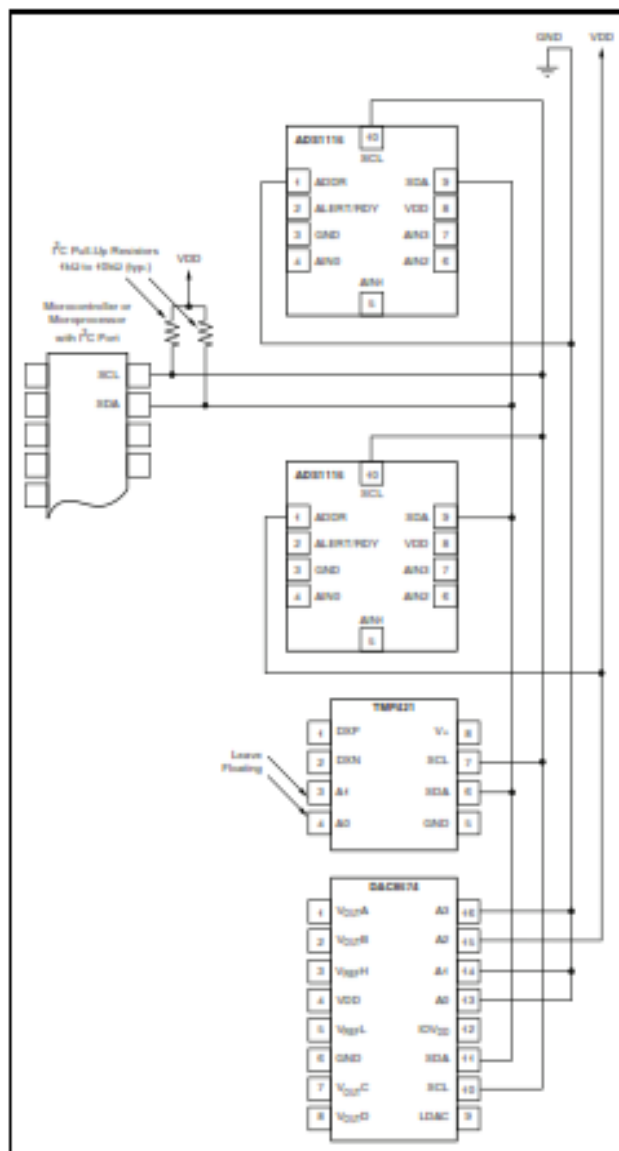 GND VDD
ADS1115
10
SCL
1 ADDR SDA 9
2 ALERT/RDY VDD 8
3 GND AIN3 7
4 AIN0 AIN2 6
AIN1
5
I²C Pull-Up Resistors
1kΩ to 10kΩ (typ.)
VDD
Microcontroller or
Microprocessor
with I²C Port
SCL
SDA
ADS1115
10
SCL
1 ADDR SDA 9
2 ALERT/RDY VDD 8
3 GND AIN3 7
4 AIN0 AIN2 6
AIN1
5
TMP421
1 DXP V+ 8
2 DXN SCL 7
3 A1 SDA 6
4 A0 GND 5
Leave
Floating
1 VOUTA A3 16
2 VOUTB A2 15
3 VREFH A1 14
4 VDD A0 13
5 VREFL IOVDD 12
6 GND SDA 11
7 VOUTC SCL 10
8 VOUTD LDAC 9